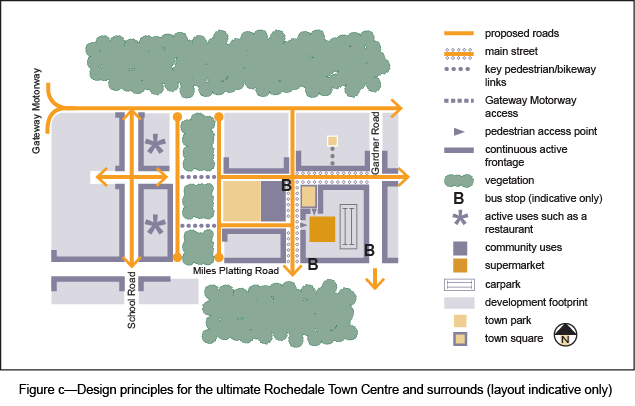 Gateway Motorway
Gardner Road
B
B
B
Miles Platting Road
School Road
proposed roads
main street
key pedestrian/bikeway
links
Gateway Motorway
access
pedestrian access point
continuous active
frontage
vegetation
B bus stop (indicative only)
active uses such as a
restaurant
community uses
supermarket
carpark
development footprint
town park
town square
N
Figure c—Design principles for the ultimate Rochedale Town Centre and surrounds (layout indicative only)